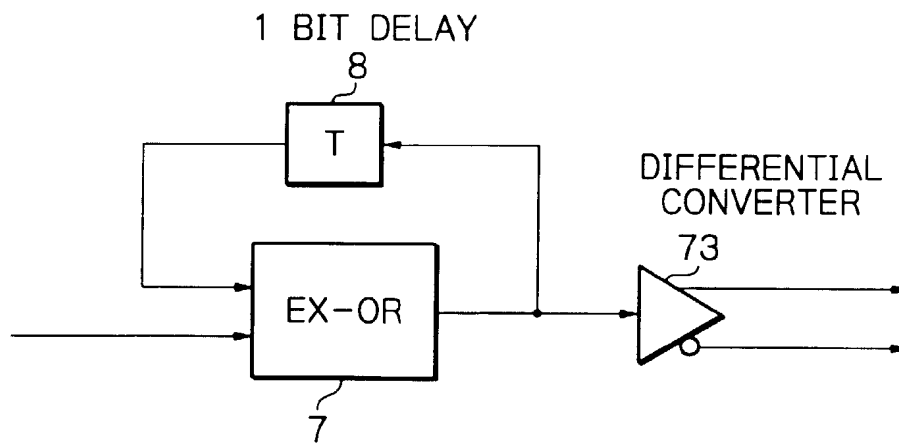 1 BIT DELAY
8
T
DIFFERENTIAL
CONVERTER
73
EX-OR
7